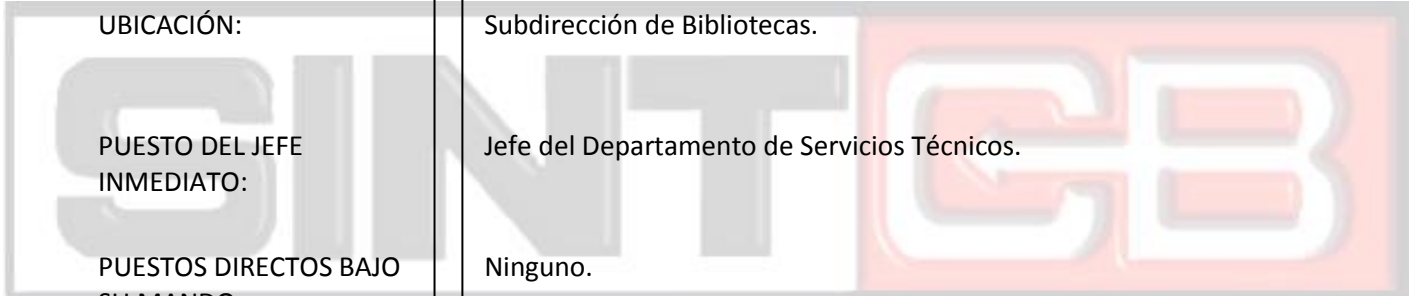 UBICACIÓN: Subdirección de Bibliotecas.
SINTCB
PUESTO DEL JEFE Jefe del Departamento de Servicios Técnicos.
INMEDIATO:
PUESTOS DIRECTOS BAJO Ninguno.